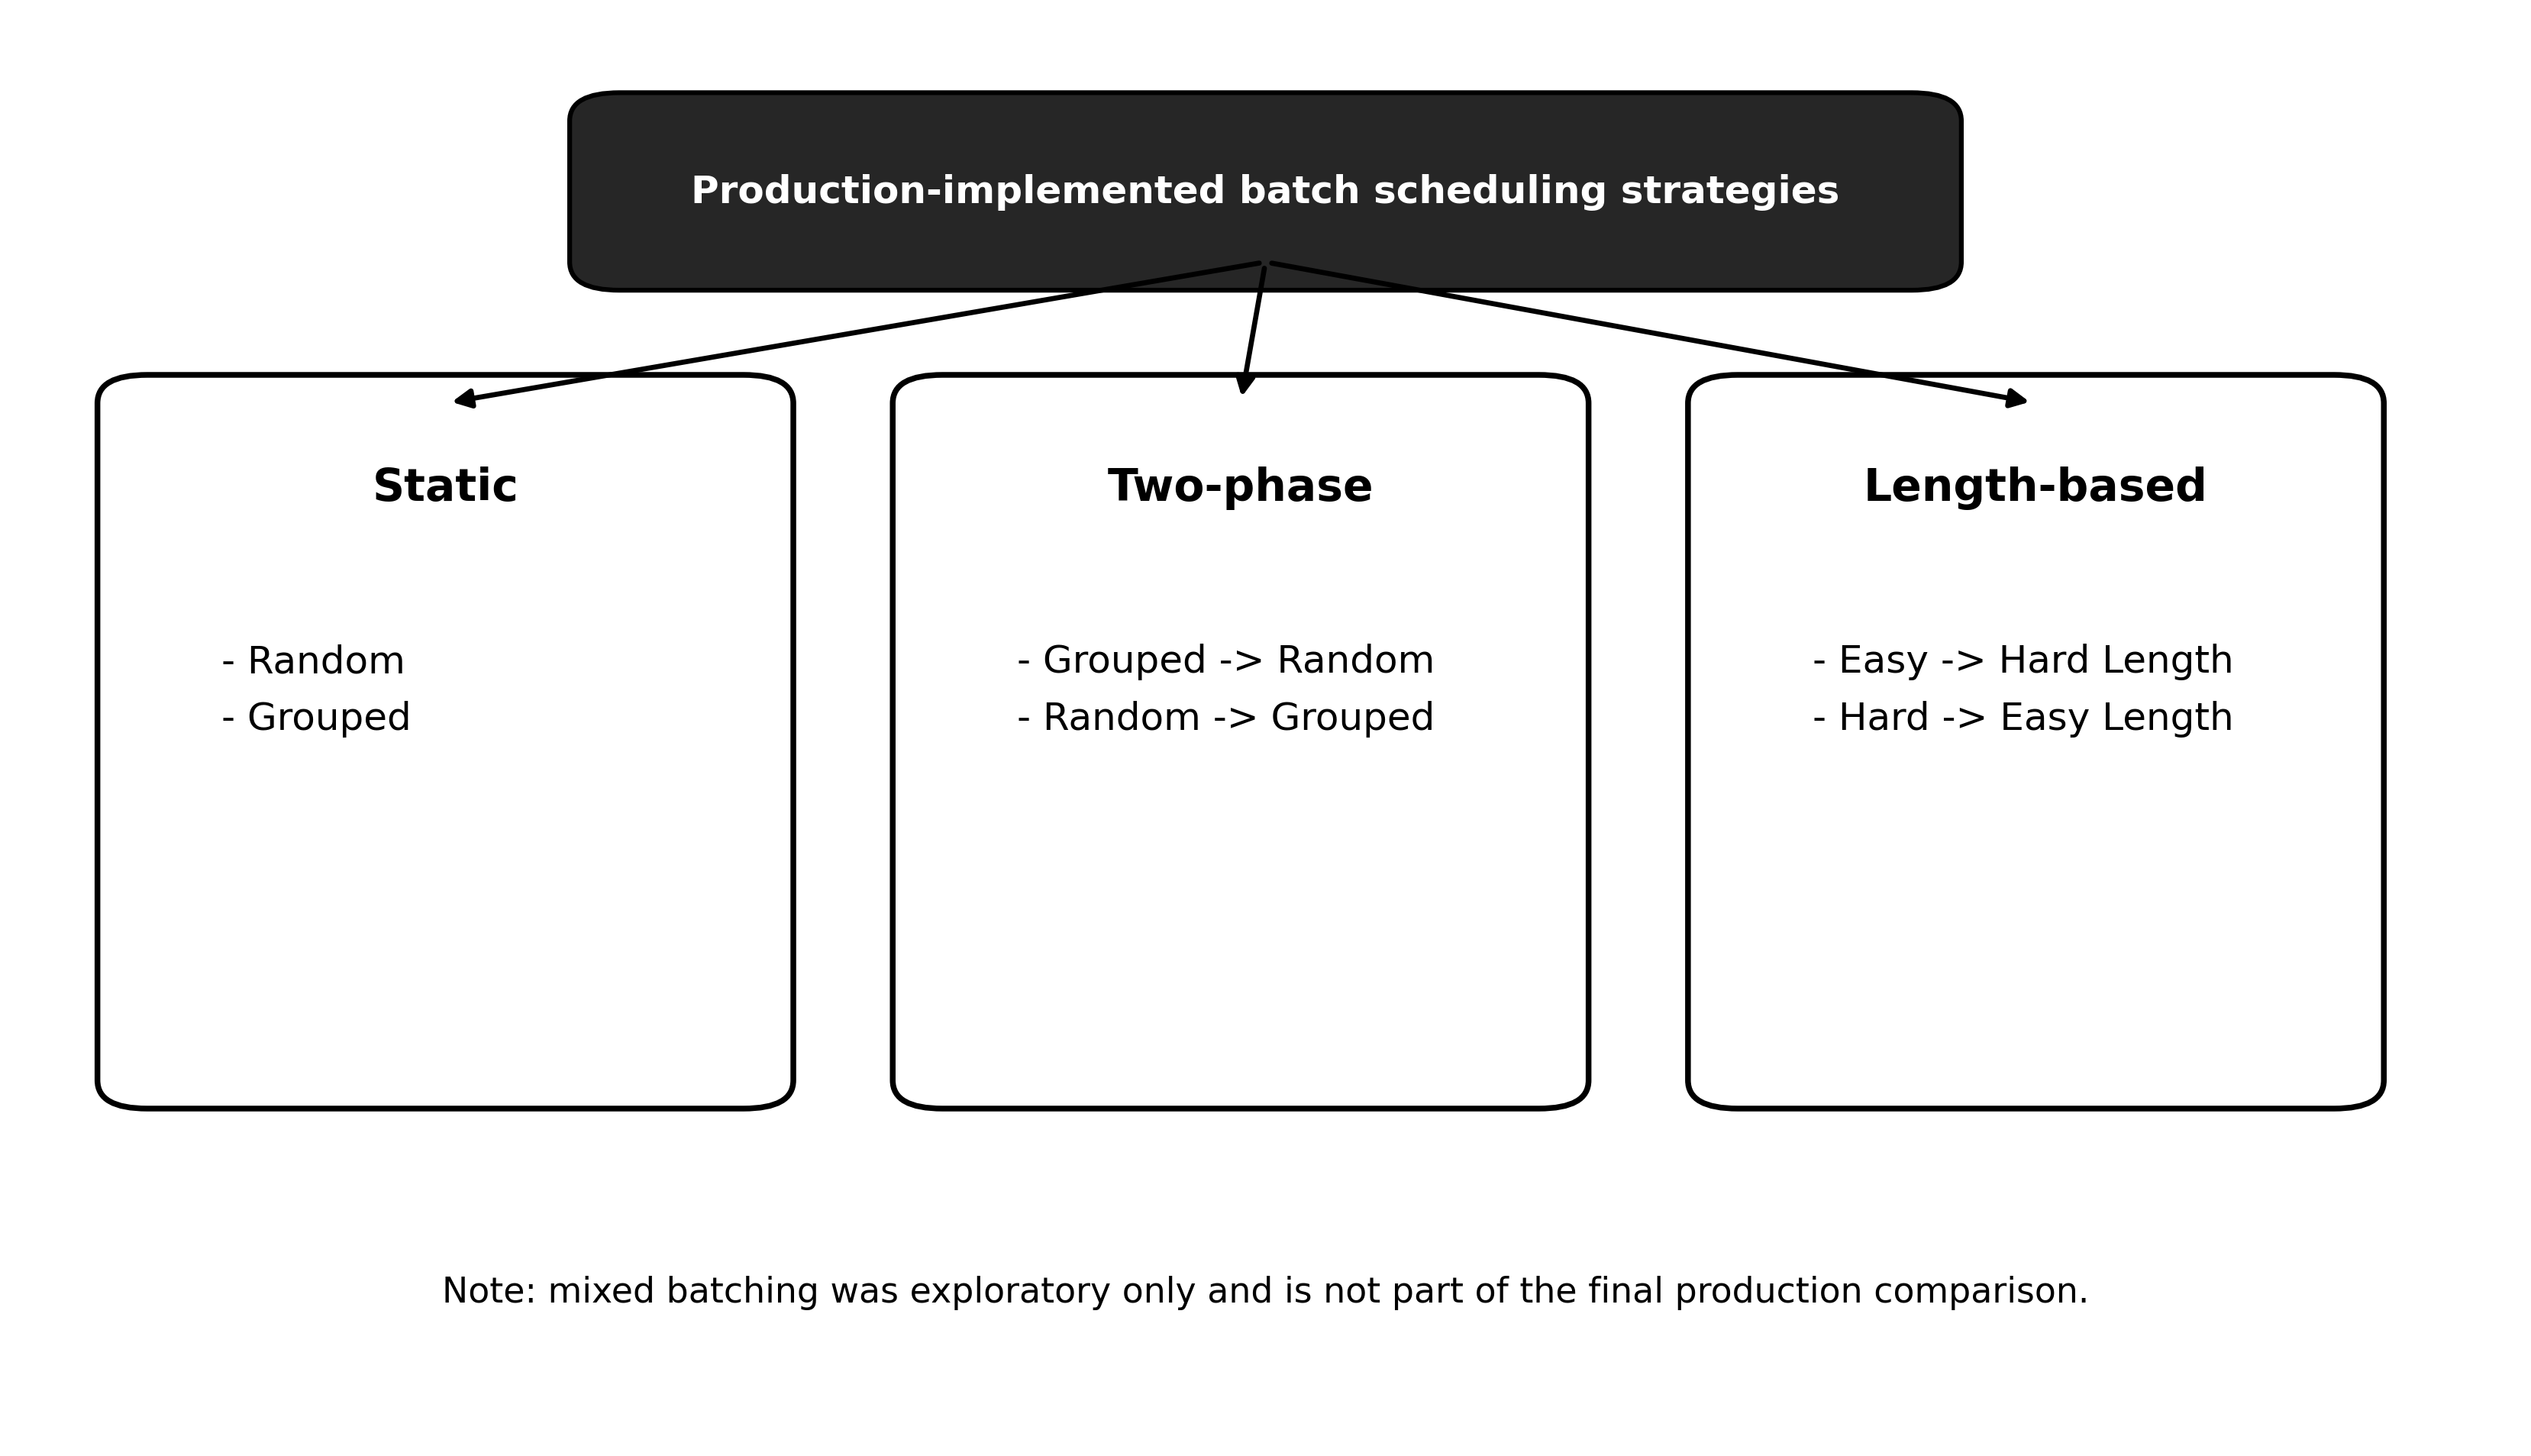 Production-implemented batch scheduling strategies
Static
- Random
- Grouped
Two-phase
- Grouped -> Random
- Random -> Grouped
Length-based
- Easy -> Hard Length
- Hard -> Easy Length
Note: mixed batching was exploratory only and is not part of the final production comparison.